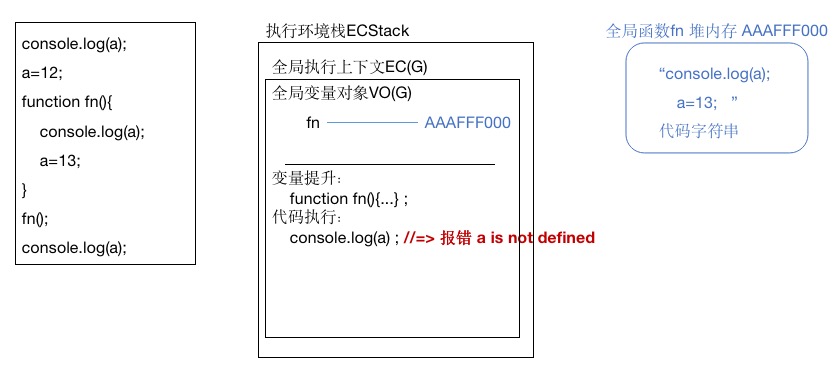 console.log(a);
a=12;
function fn(){
console.log(a);
a=13;
}
fn();
console.log(a);
执行环境栈ECStack
全局执行上下文EC(G)
全局变量对象VO(G)
fn AAAFFF000
变量提升：
function fn(){...} ;
代码执行：
console.log(a) ; //=> 报错 a is not defined
全局函数fn 堆内存 AAAFFF000
“console.log(a);
a=13; ”
代码字符串